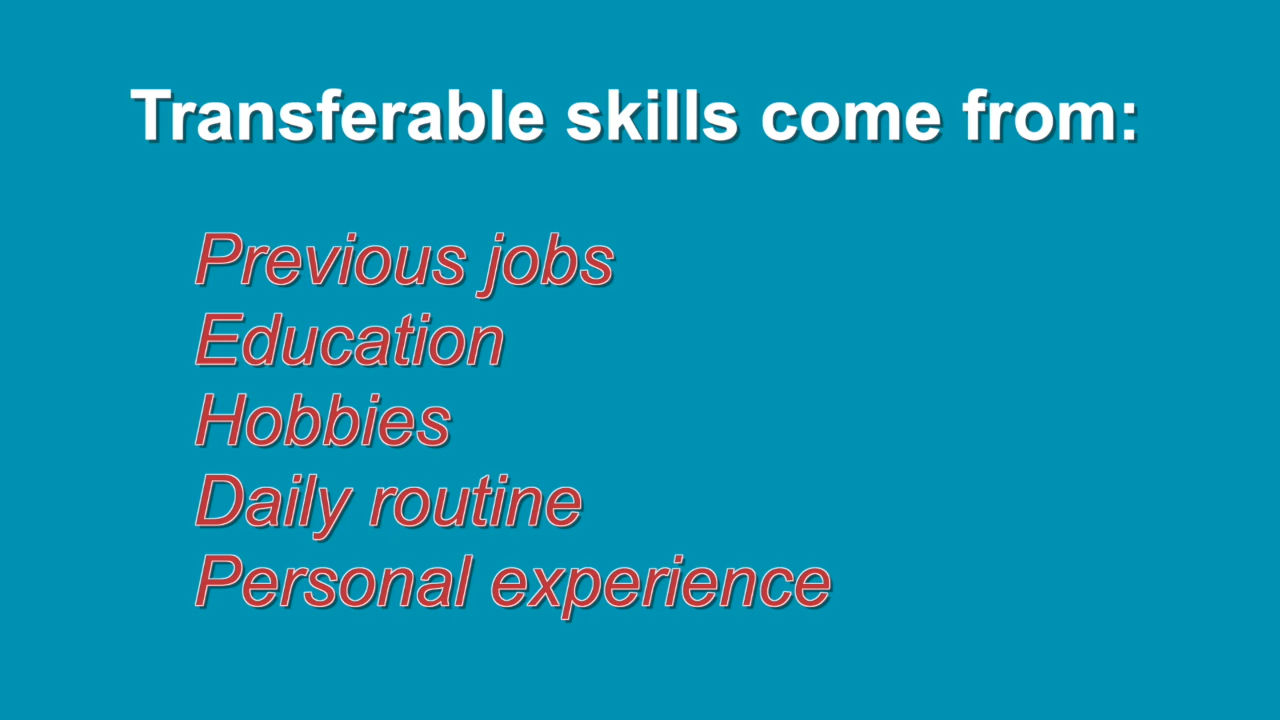 Transferable skills come from:
Previous jobs
Education
Hobbies
Daily routine
Personal experience